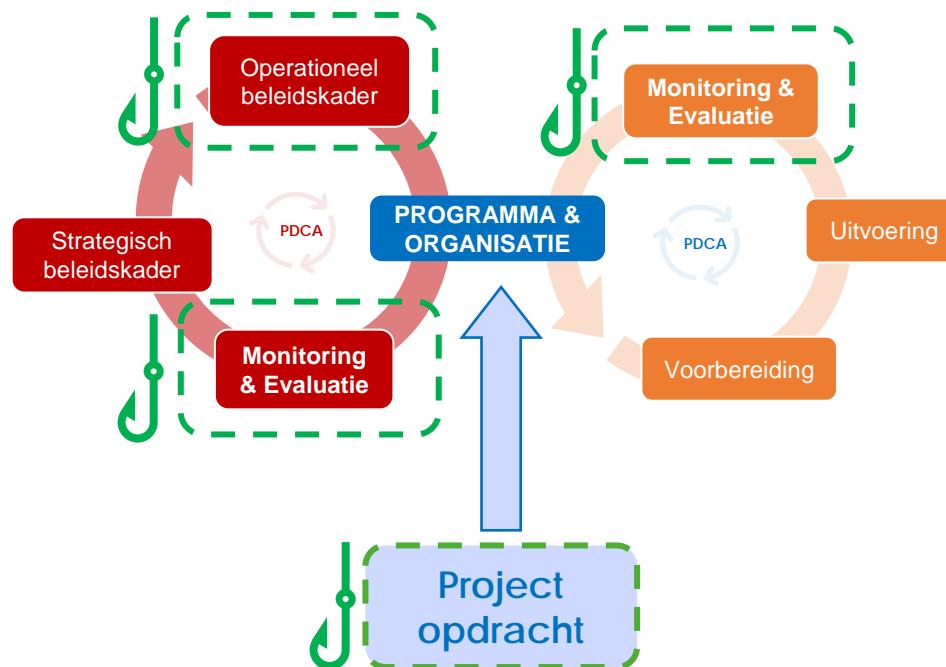 Operationeel
beleidskader
Monitoring &
Evaluatie
PDCA
PROGRAMMA &
ORGANISATIE
PDCA
Strategisch
beleidskader
Uitvoering
Monitoring
& Evaluatie
Voorbereiding
Project
opdracht